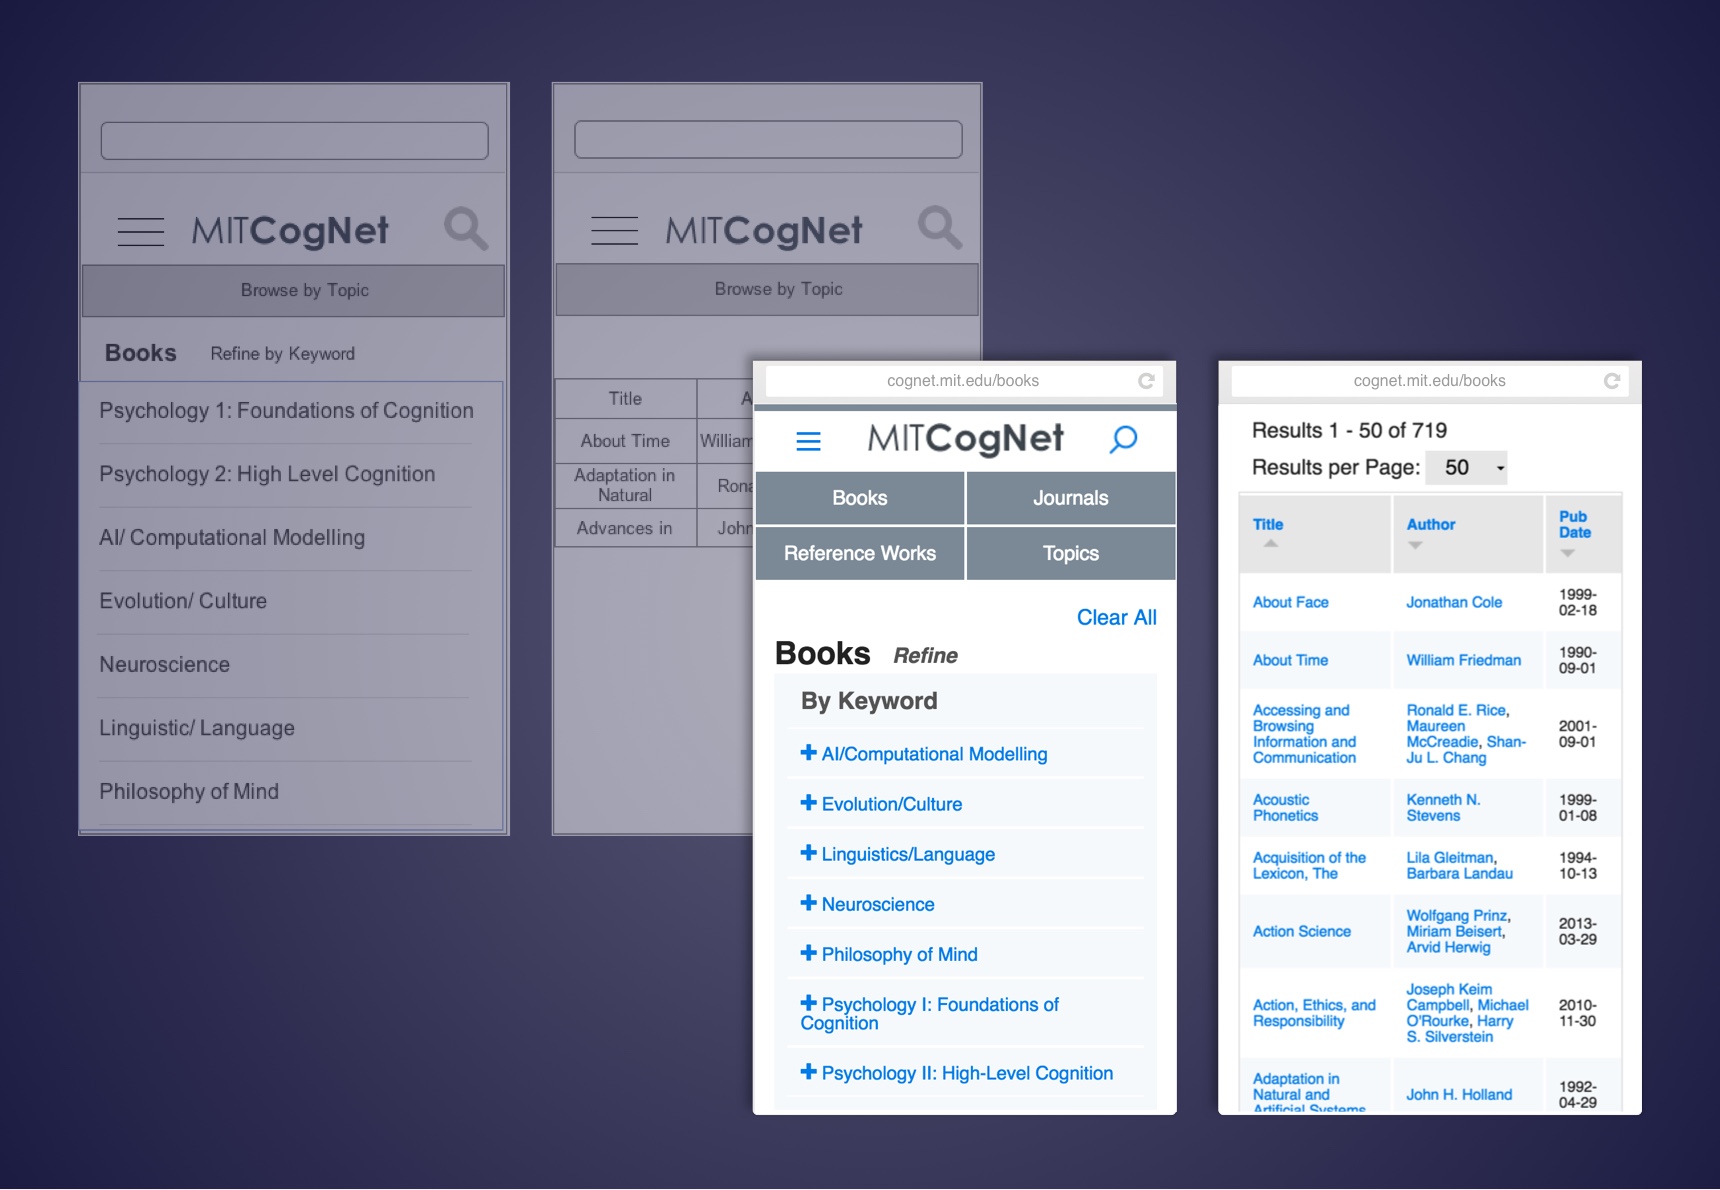 MITCogNet
Browse by Topic
Books Refine by Keyword
Psychology 1: Foundations of Cognition
Psychology 2: High Level Cognition
AI/ Computational Modelling
Evolution/ Culture
Neuroscience
Linguistic/ Language
Philosophy of Mind
MITCogNet
Browse by Topic
Title A
About Time William
Adaptation in
Natural Rona
Advances in John
cognet.mit.edu/books
MITCogNet
Books Journals
Reference Works Topics
Clear All
Books Refine
By Keyword
+ AI/Computational Modelling
+ Evolution/Culture
+ Linguistics/Language
+ Neuroscience
+ Philosophy of Mind
+ Psychology I: Foundations of
Cognition
+ Psychology II: High-Level Cognition
cognet.mit.edu/books
Results 1 - 50 of 719
Results per Page: 50
Title Author Pub
Date
About Face Jonathan Cole 1999-
02-18
About Time William Friedman 1990-
09-01
Accessing and Ronald E. Rice,
Browsing Maureen 2001-
Information and McCreadie, Shan- 09-01
Communication Ju L. Chang
Acoustic Kenneth N. 1999-
Phonetics Stevens 01-08
Acquisition of the Lila Gleitman, 1994-
Lexicon, The Barbara Landau 10-13
Wolfgang Prinz, 2013-
Action Science Miriam Beisert, 03-29
Arvid Herwig
Joseph Keim
Action, Ethics, and Campbell, Michael 2010-
Responsibility O'Rourke, Harry 11-30
S. Silverstein
Adaptation in
Natural and John H. Holland 1992-
Artificial Systems 04-29